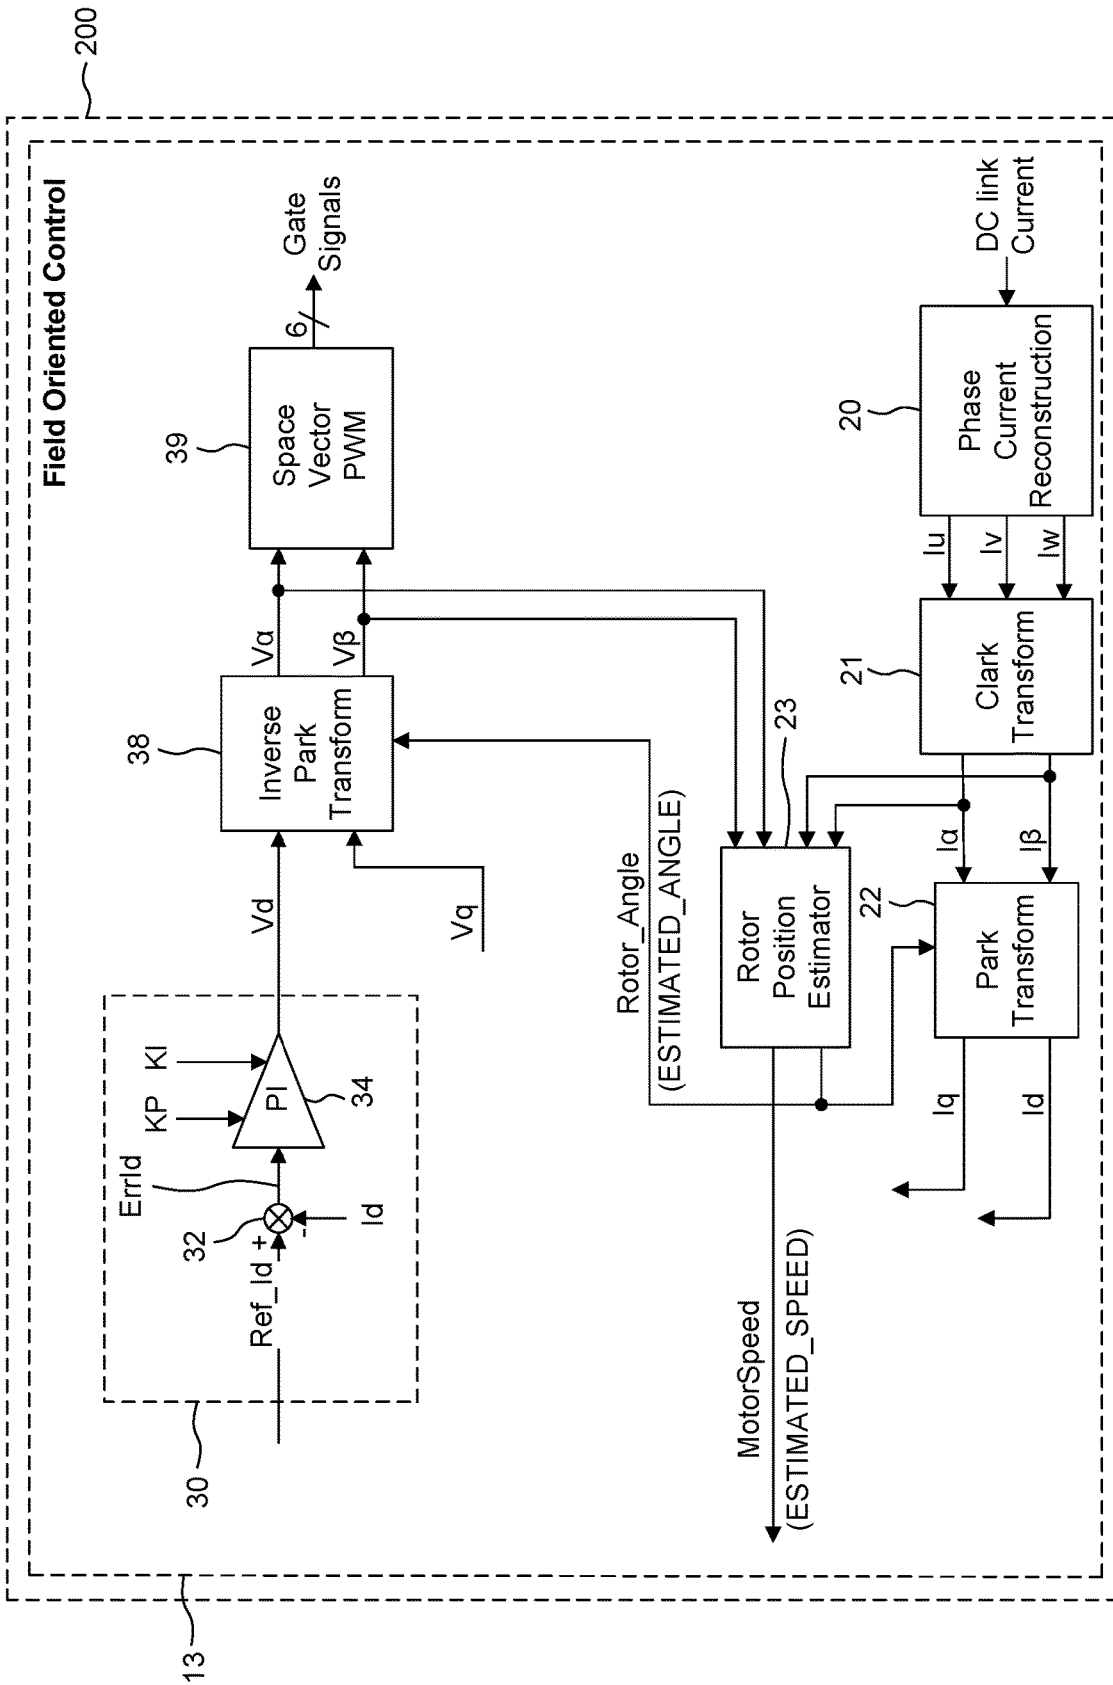 200
13
Field Oriented Control
30
Ref_Id
+
-
32
Id
ErrId
KP
KI
PI
34
Vd
Vq
38
Inverse
Park
Transform
Vα
Vβ
39
Space
Vector
PWM
6
Gate
Signals
Rotor_Angle
(ESTIMATED_ANGLE)
MotorSpeed
(ESTIMATED_SPEED)
23
Rotor
Position
Estimator
Iq
Id
22
Park
Transform
Iα
Iβ
21
Clark
Transform
Iu
Iv
Iw
20
Phase
Current
Reconstruction
DC link
Current